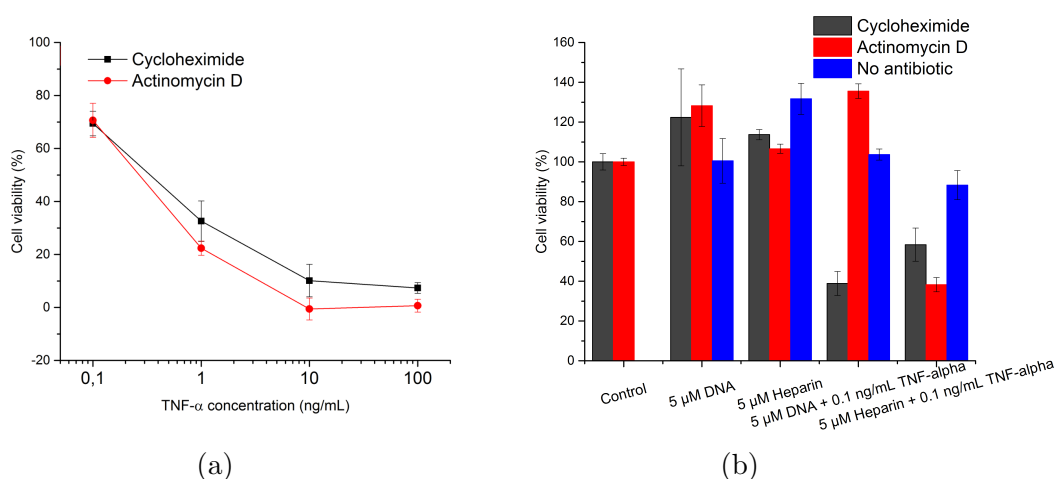 100
80
60
40
20
0
-20
Cell viability (%)
Cycloheximide
Actinomycin D
0,1
1
10
100
TNF-α concentration (ng/mL)
(a)
160
140
120
100
80
60
40
20
0
Cell viability (%)
Cycloheximide
Actinomycin D
No antibiotic
Control
5 µM DNA
5 µM Heparin
5 µM DNA + 0.1 ng/mL TNF-alpha
5 µM Heparin + 0.1 ng/mL TNF-alpha
(b)